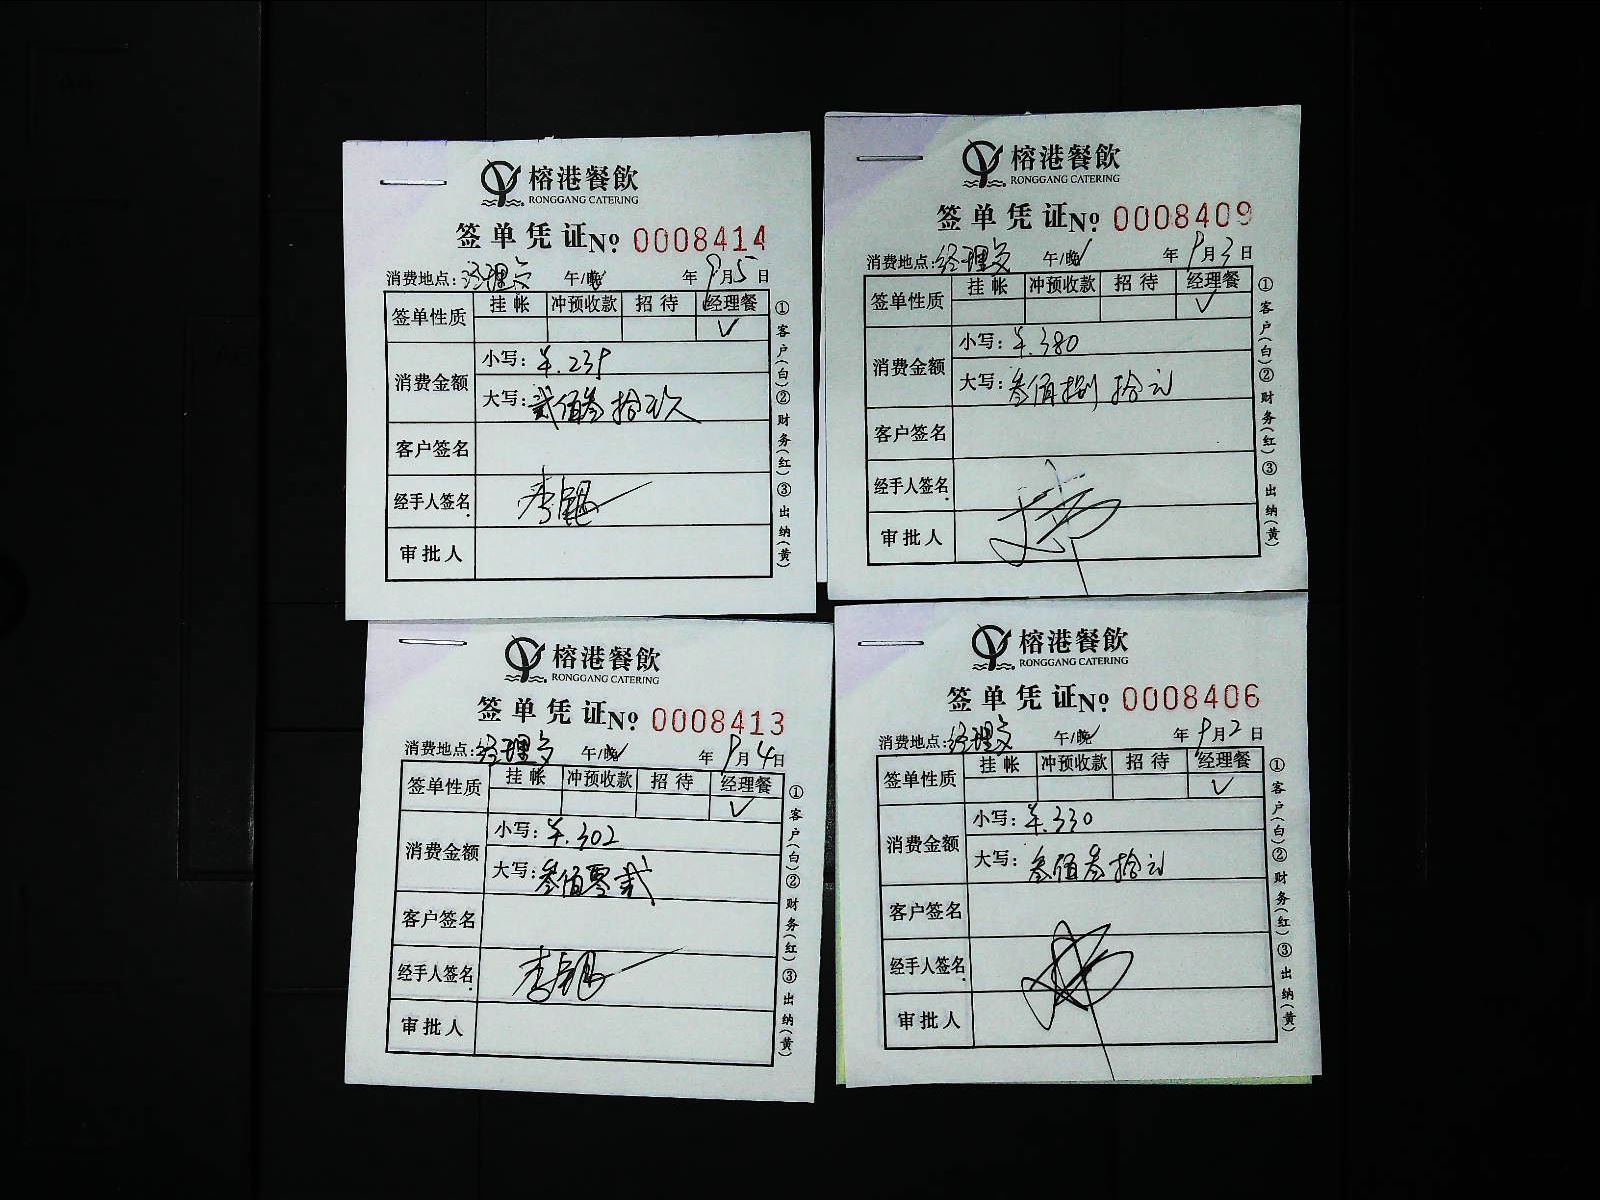 榕港餐飲
RONGGANG CATERING
签单凭证 No 0008414
消费地点: 经理 午/晚 年 9月5日
签单性质 挂帐 冲预收款 招待 经理餐
✓
消费金额 小写: ¥.239
大写: 贰佰叁拾玖
客户签名
经手人签名
审批人
①客户(白)②财务(红)③出纳(黄)
榕港餐飲
RONGGANG CATERING
签单凭证 No 0008409
消费地点: 经理 午/晚 年 9月3日
签单性质 挂帐 冲预收款 招待 经理餐
✓
消费金额 小写: ¥.380
大写: 叁佰捌拾元
客户签名
经手人签名
审批人
①客户(白)②财务(红)③出纳(黄)
榕港餐飲
RONGGANG CATERING
签单凭证 No 0008413
消费地点: 经理 午/晚 年 9月4日
签单性质 挂帐 冲预收款 招待 经理餐
✓
消费金额 小写: ¥.302
大写: 叁佰零贰
客户签名
经手人签名
审批人
①客户(白)②财务(红)③出纳(黄)
榕港餐飲
RONGGANG CATERING
签单凭证 No 0008406
消费地点: 经理 午/晚 年 9月2日
签单性质 挂帐 冲预收款 招待 经理餐
✓
消费金额 小写: ¥.330
大写: 叁佰叁拾元
客户签名
经手人签名
审批人
①客户(白)②财务(红)③出纳(黄)